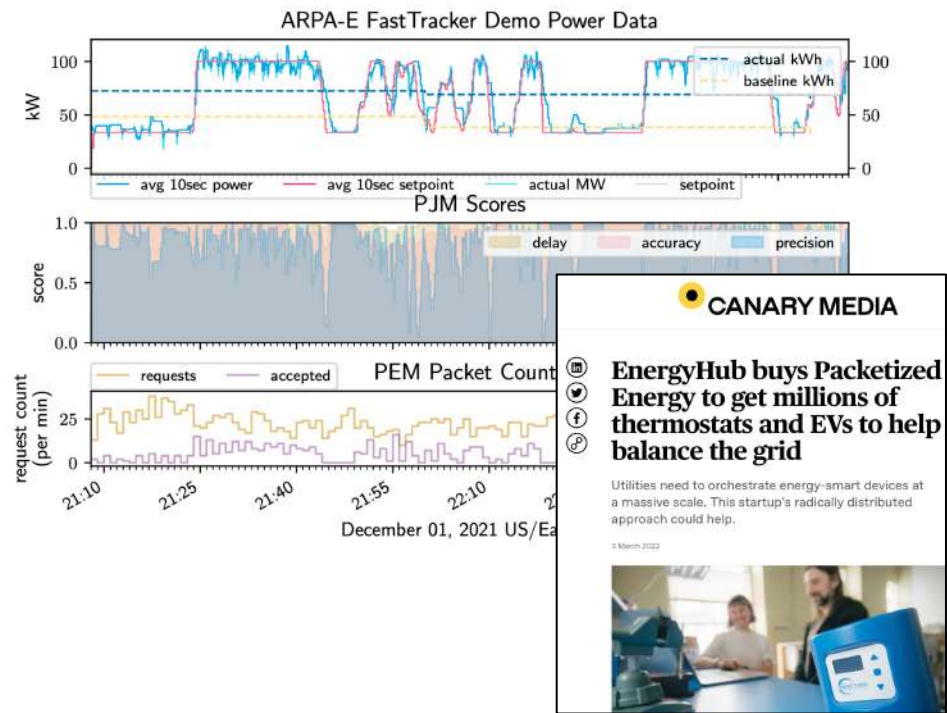 ARPA-E FastTracker Demo Power Data
kW
100
50
0
100
50
0
actual kWh
baseline kWh
avg 10sec power
avg 10sec setpoint
actual MW
setpoint
PJM Scores
score
1.0
0.5
0.0
delay
accuracy
precision
requests
accepted
PEM Packet Count
request count
(per min)
25
0
21:10
21:25
21:40
21:55
22:10
December 01, 2021 US/Ea
CANARY MEDIA
EnergyHub buys Packetized
Energy to get millions of
thermostats and EVs to help
balance the grid
Utilities need to orchestrate energy-smart devices at
a massive scale. This startup's radically distributed
approach could help.
3 March 2022